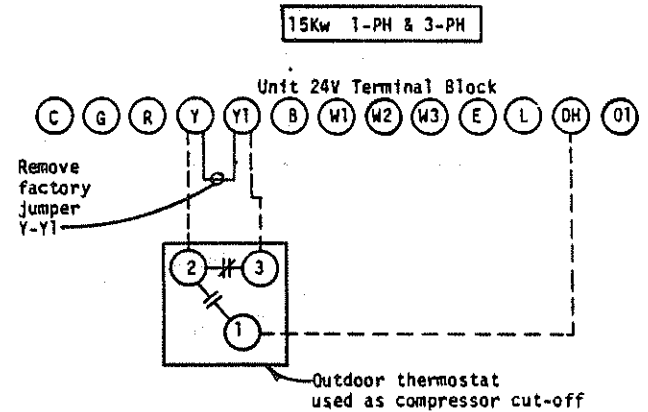 15Kw 1-PH & 3-PH
Unit 24V Terminal Block
C G R Y Y1 B W1 W2 W3 E L DH O1
Remove
factory
jumper
Y-Y1
2 3
1
Outdoor thermostat
used as compressor cut-off